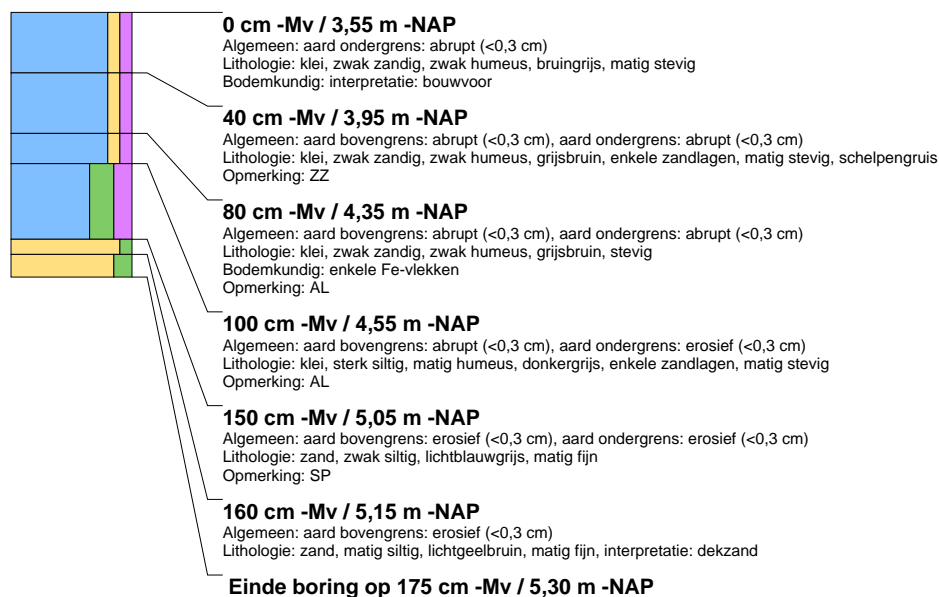 0 cm -Mv / 3,55 m -NAP
Algemeen: aard ondergrens: abrupt (<0,3 cm)
Lithologie: klei, zwak zandig, zwak humeus, bruingrijs, matig stevig
Bodemkundig: interpretatie: bouwvoor
40 cm -Mv / 3,95 m -NAP
Algemeen: aard bovengrens: abrupt (<0,3 cm), aard ondergrens: abrupt (<0,3 cm)
Lithologie: klei, zwak zandig, zwak humeus, grijsbruin, enkele zandlagen, matig stevig, schelpengruis
Opmerking: ZZ
80 cm -Mv / 4,35 m -NAP
Algemeen: aard bovengrens: abrupt (<0,3 cm), aard ondergrens: abrupt (<0,3 cm)
Lithologie: klei, zwak zandig, zwak humeus, grijsbruin, stevig
Bodemkundig: enkele Fe-vlekken
Opmerking: AL
100 cm -Mv / 4,55 m -NAP
Algemeen: aard bovengrens: abrupt (<0,3 cm), aard ondergrens: erosief (<0,3 cm)
Lithologie: klei, sterk siltig, matig humeus, donkergrijs, enkele zandlagen, matig stevig
Opmerking: AL
150 cm -Mv / 5,05 m -NAP
Algemeen: aard bovengrens: erosief (<0,3 cm), aard ondergrens: erosief (<0,3 cm)
Lithologie: zand, zwak siltig, lichtblauwgrijs, matig fijn
Opmerking: SP
160 cm -Mv / 5,15 m -NAP
Algemeen: aard bovengrens: erosief (<0,3 cm)
Lithologie: zand, matig siltig, lichtgeelbruin, matig fijn, interpretatie: dekzand
Einde boring op 175 cm -Mv / 5,30 m -NAP